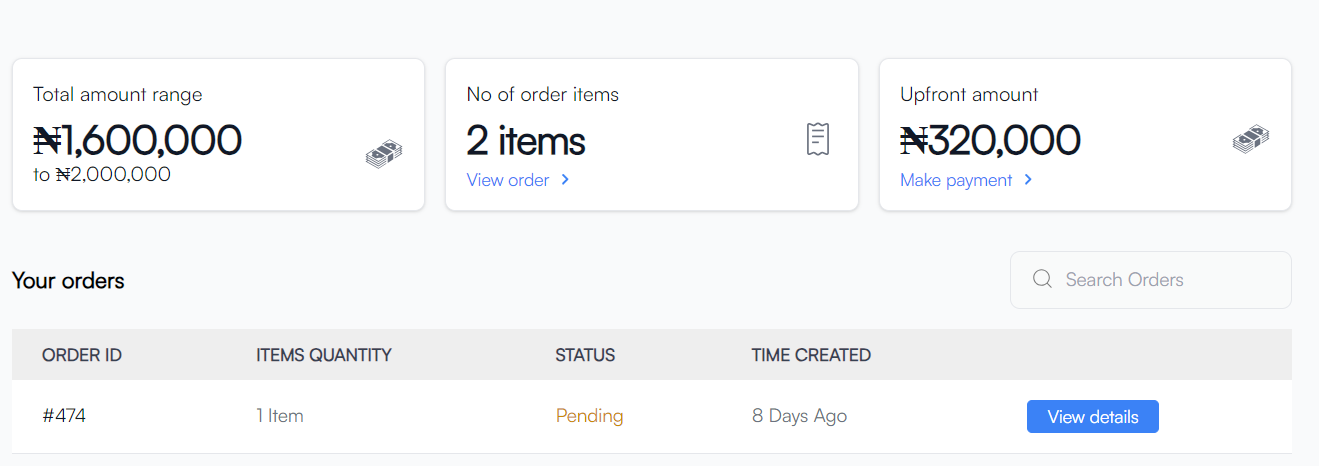 Total amount range
₦1,600,000
to ₦2,000,000
No of order items
2 items
View order
Upfront amount
₦320,000
Make payment
Your orders
Search Orders
ORDER ID ITEMS QUANTITY STATUS TIME CREATED
#474 1 Item Pending 8 Days Ago View details